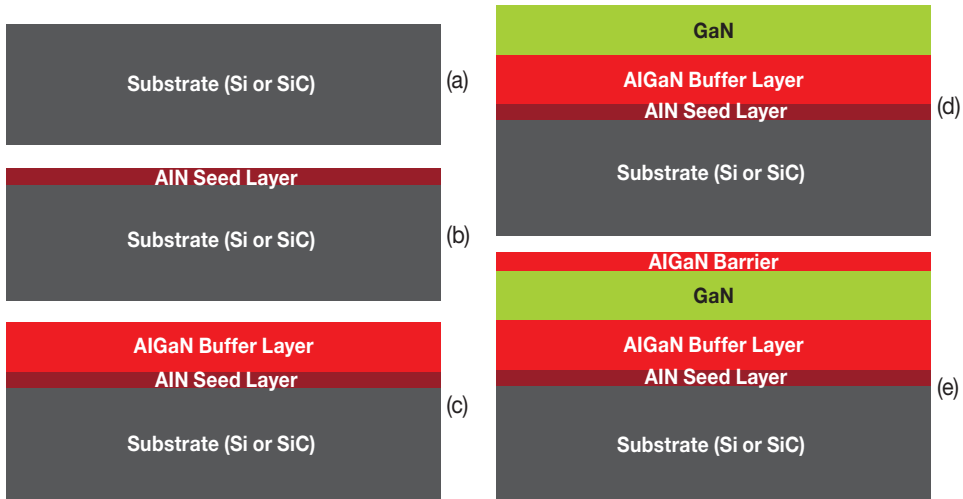 Substrate (Si or SiC)
(a)
AlN Seed Layer
Substrate (Si or SiC)
(b)
AlGaN Buffer Layer
AlN Seed Layer
Substrate (Si or SiC)
(c)
GaN
AlGaN Buffer Layer
AlN Seed Layer
Substrate (Si or SiC)
(d)
AlGaN Barrier
GaN
AlGaN Buffer Layer
AlN Seed Layer
Substrate (Si or SiC)
(e)